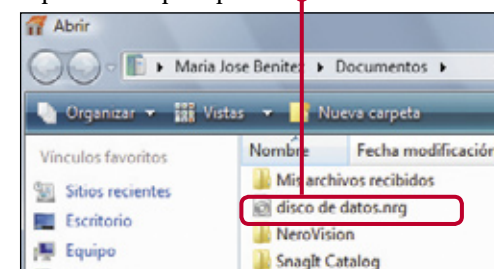 Abrir
Maria Jose Benitez Documentos
Organizar Vistas Nueva carpeta
Vínculos favoritos
Sitios recientes
Escritorio
Equipo
Nombre Fecha modificación
Mis archivos recibidos
disco de datos.nrg
NeroVision
SnagIt Catalog